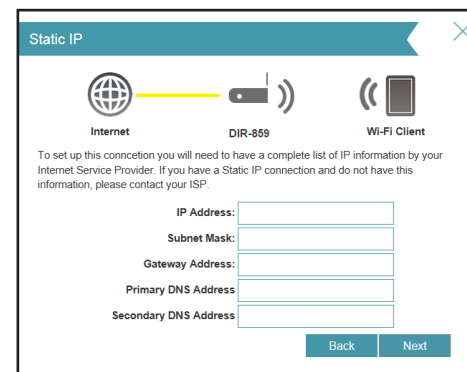 Static IP
Internet
DIR-859
Wi-Fi Client
To set up this conncetion you will need to have a complete list of IP information by your
Internet Service Provider. If you have a Static IP connection and do not have this
information, please contact your ISP.
IP Address:
Subnet Mask:
Gateway Address:
Primary DNS Address
Secondary DNS Address
Back Next